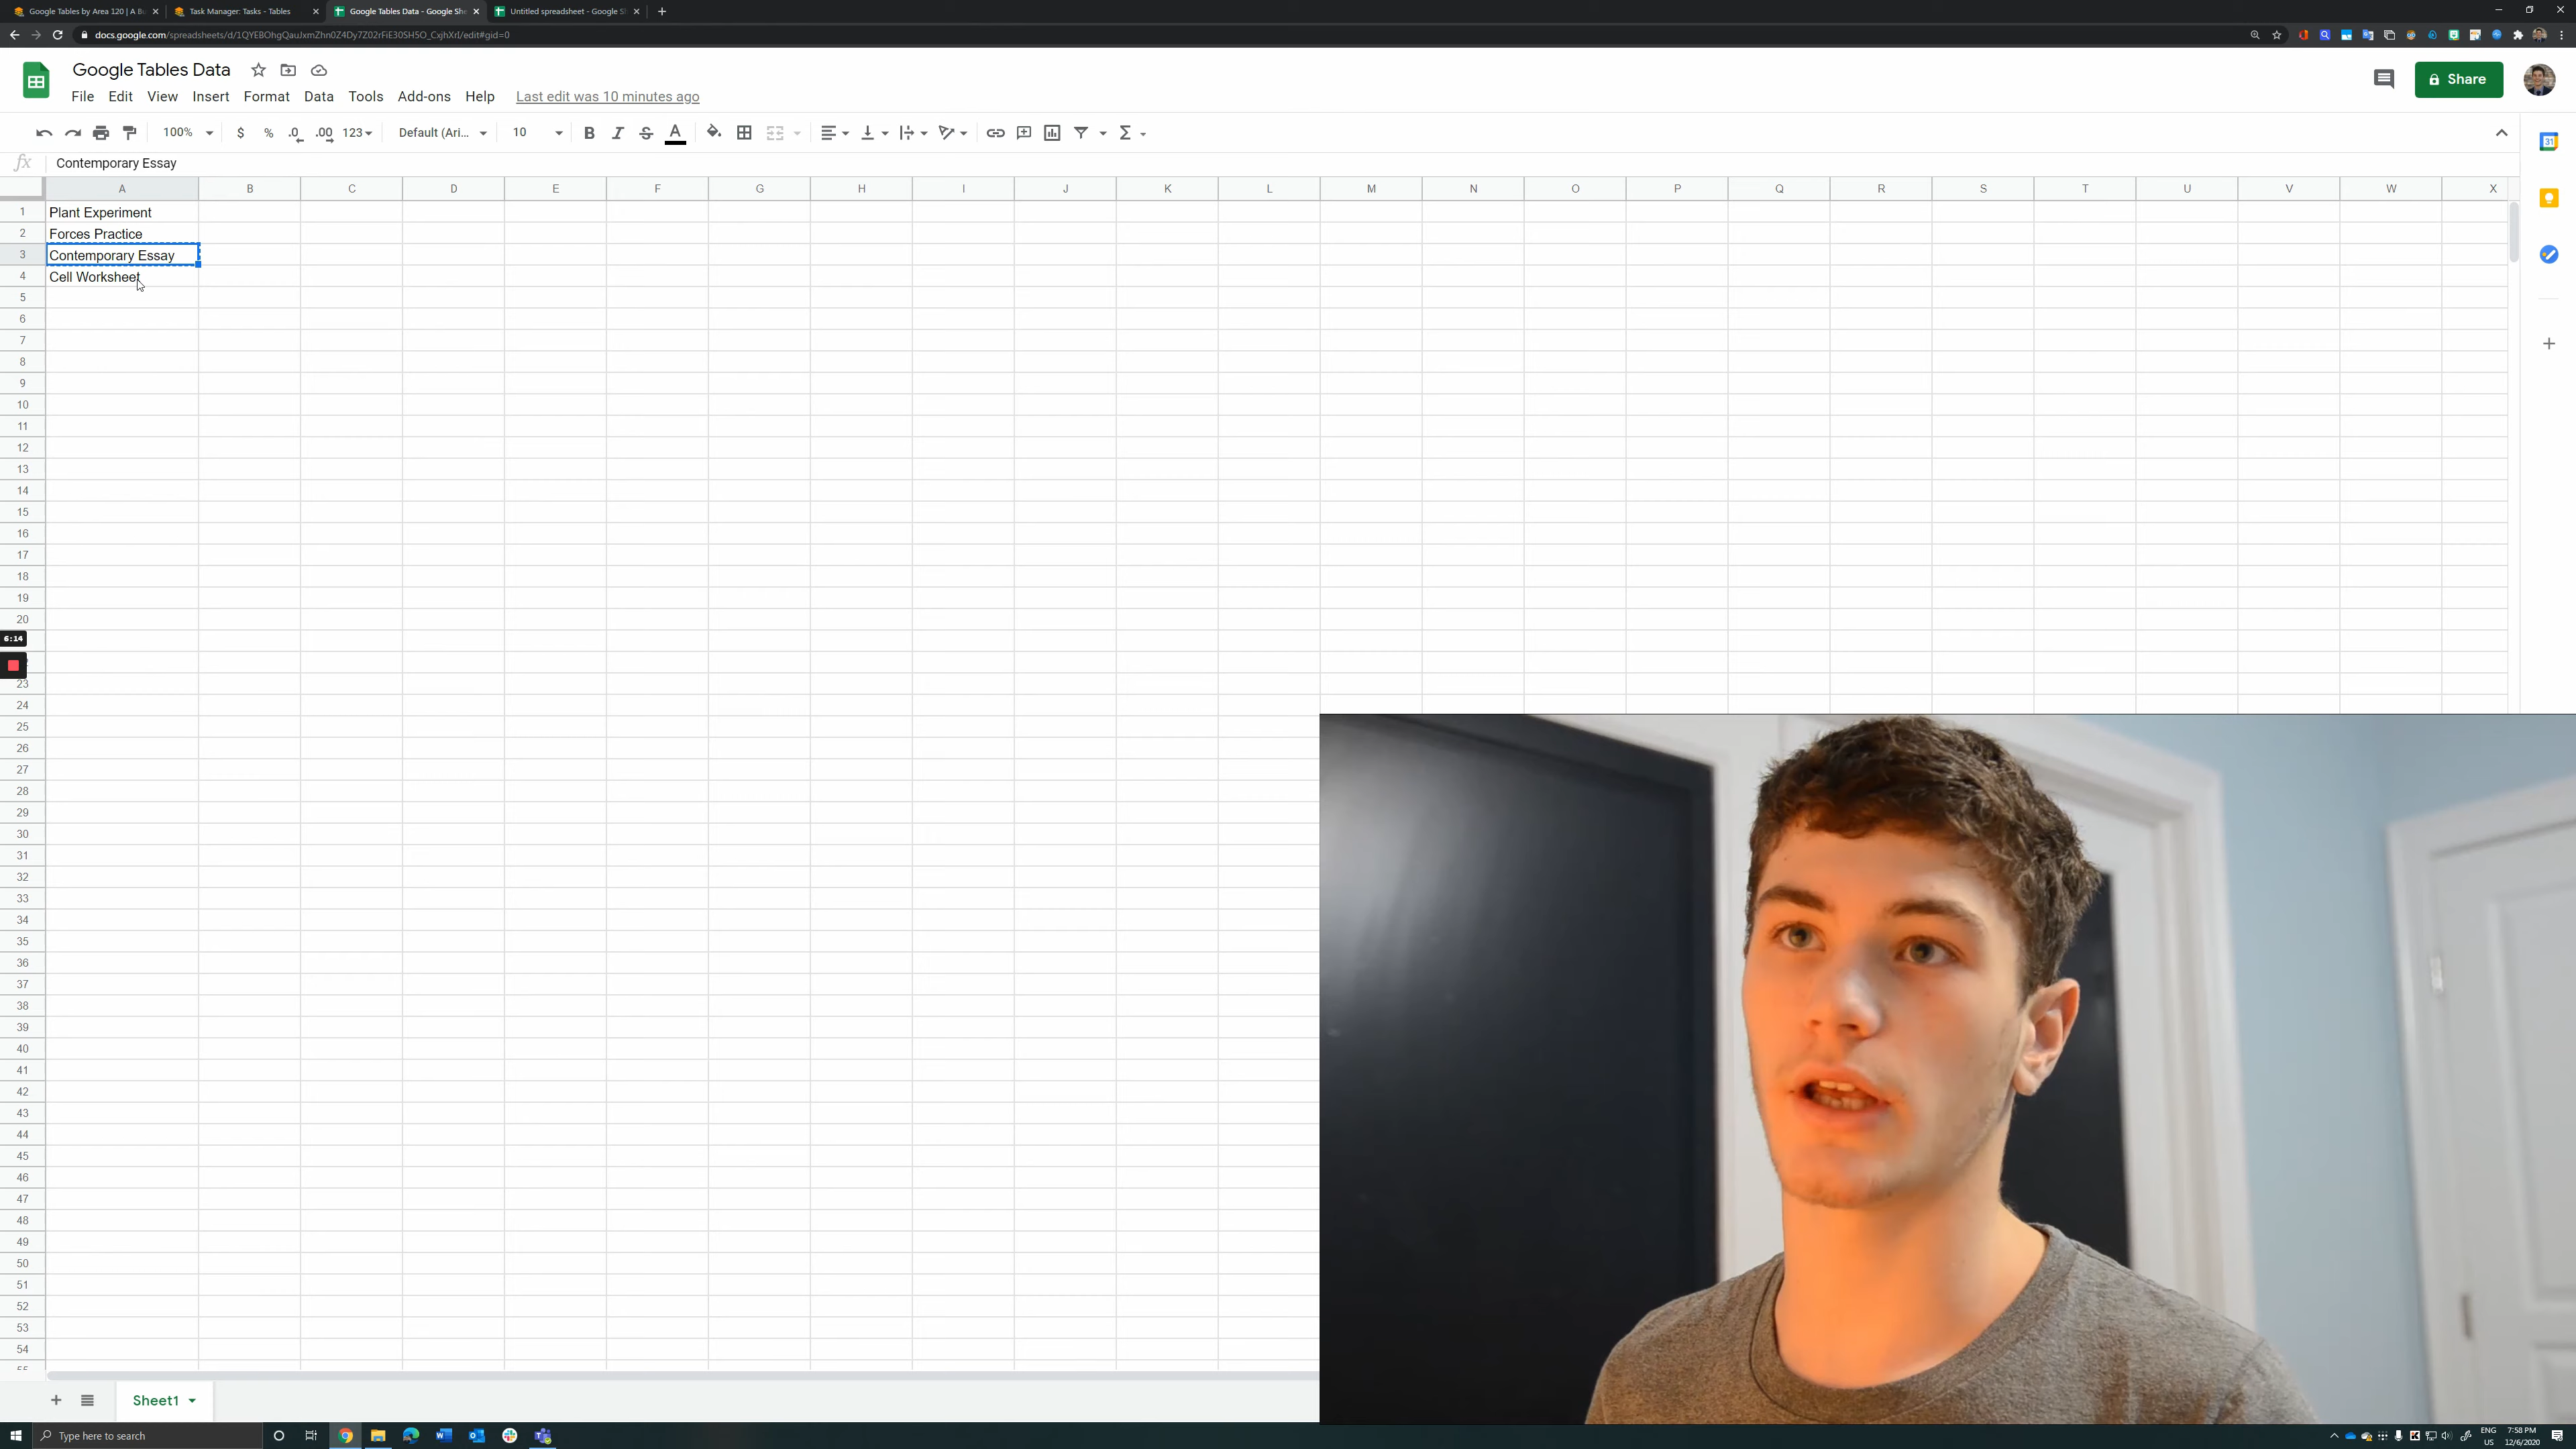 Google Tables by Area 120 | A Bu
Task Manager: Tasks - Tables
Google Tables Data - Google She
Untitled spreadsheet - Google Sh
docs.google.com/spreadsheets/d/
Google Tables Data
Share
File Edit View Insert Format Data Tools Add-ons Help Last edit was 10 minutes ago
100% $ % .0 .00 123 Default (Ari... 10 B I S A Σ
fx Contemporary Essay
A B C D E F G H I J K L M N O P Q R S T U V W X
1 Plant Experiment
2 Forces Practice
3 Contemporary Essay
4 Cell Worksheet
5
6
7
8
9
10
11
12
13
14
15
16
17
18
19
20
6:14
23
24
25
26
27
28
29
30
31
32
33
34
35
36
37
38
39
40
41
42
43
44
45
46
47
48
49
50
51
52
53
54
Sheet1
Type here to search
ENG
US
7:58 PM
12/6/2020